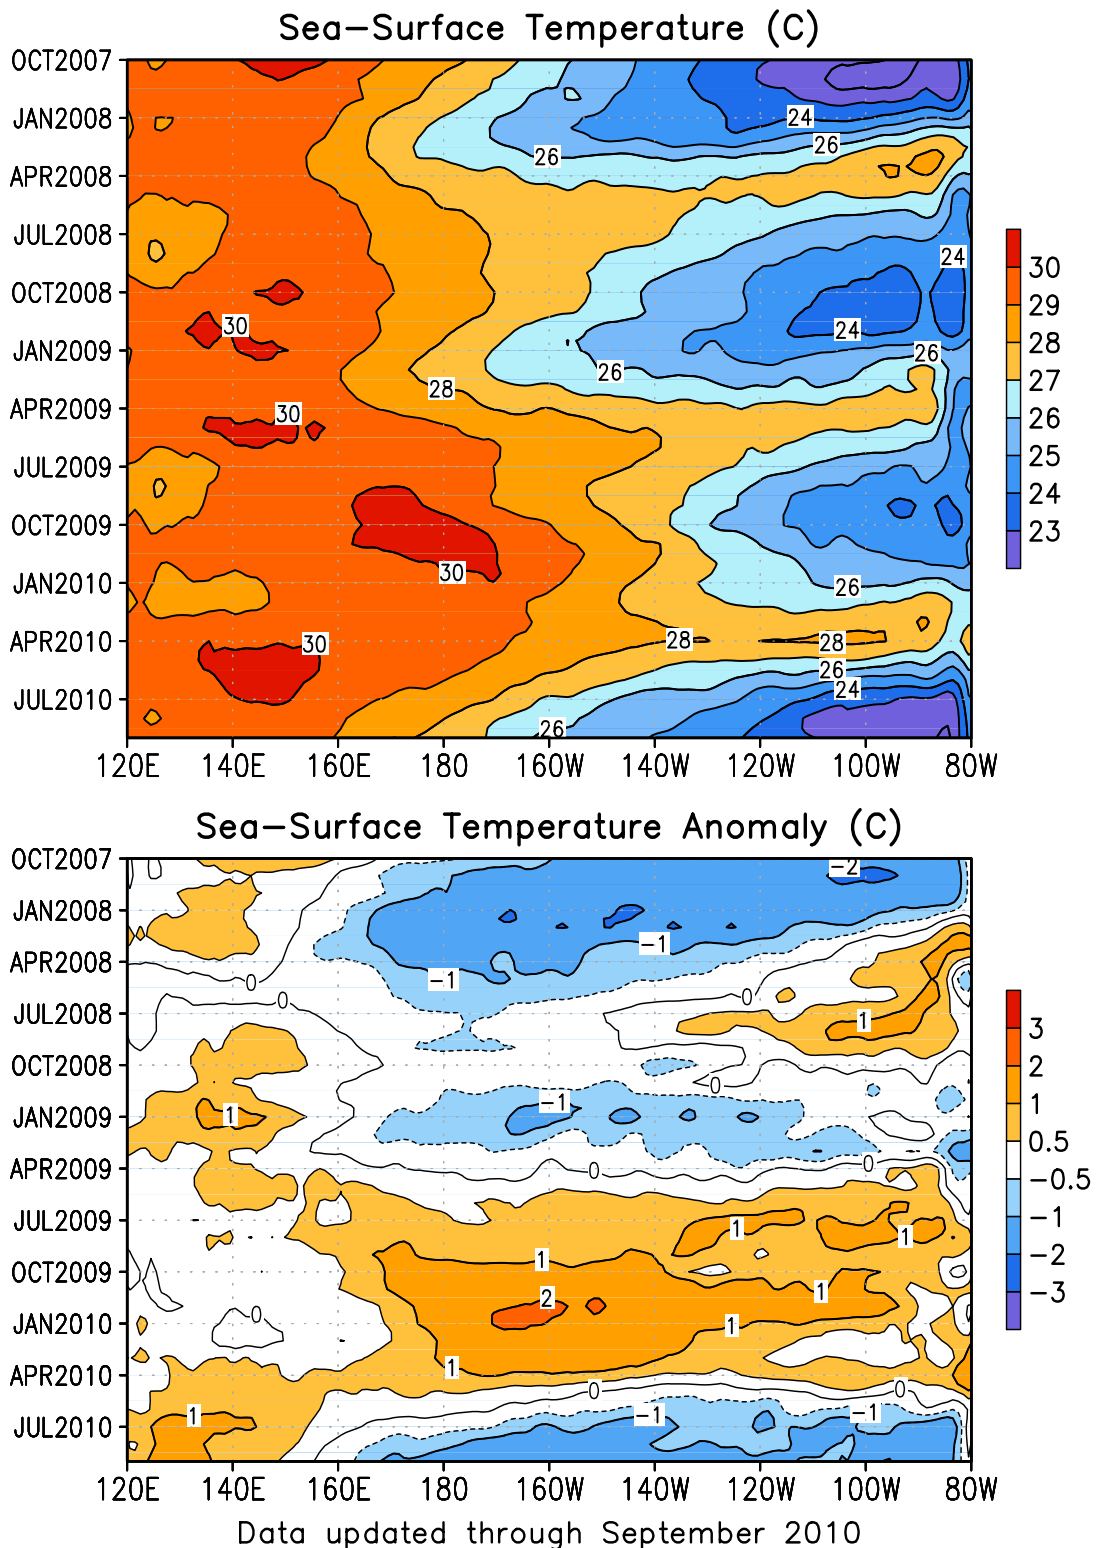 Sea-Surface Temperature (C)
OCT2007
JAN2008
APR2008
JUL2008
OCT2008
JAN2009
APR2009
JUL2009
OCT2009
JAN2010
APR2010
JUL2010
24
26
26
24
30
24
26
26
28
30
30
26
30
28
28
26
24
26
120E 140E 160E 180 160W 140W 120W 100W 80W
30
29
28
27
26
25
24
23
Sea-Surface Temperature Anomaly (C)
OCT2007
JAN2008
APR2008
JUL2008
OCT2008
JAN2009
APR2009
JUL2009
OCT2009
JAN2010
APR2010
JUL2010
-2
-1
-1
0
0
0
1
0
-1
1
0
0
1
1
1
1
2
0
1
1
0
0
1
-1
-1
120E 140E 160E 180 160W 140W 120W 100W 80W
3
2
1
0.5
-0.5
-1
-2
-3
Data updated through September 2010